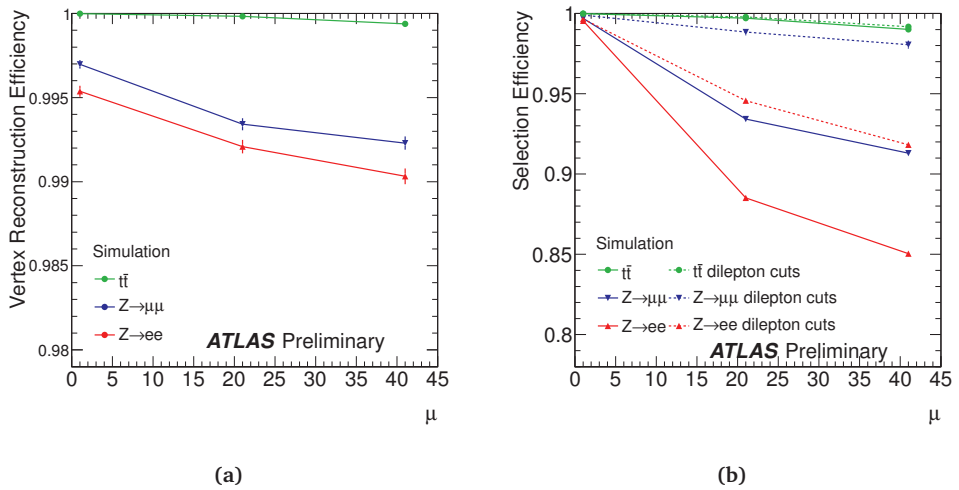 Vertex Reconstruction Efficiency
1
0.995
0.99
0.985
0.98
Simulation
tt̄
Z→μμ
Z→ee
ATLAS Preliminary
0 5 10 15 20 25 30 35 40 45
μ
(a)
Selection Efficiency
1
0.95
0.9
0.85
0.8
Simulation
tt̄ tt̄ dilepton cuts
Z→μμ Z→μμ dilepton cuts
Z→ee Z→ee dilepton cuts
ATLAS Preliminary
0 5 10 15 20 25 30 35 40 45
μ
(b)